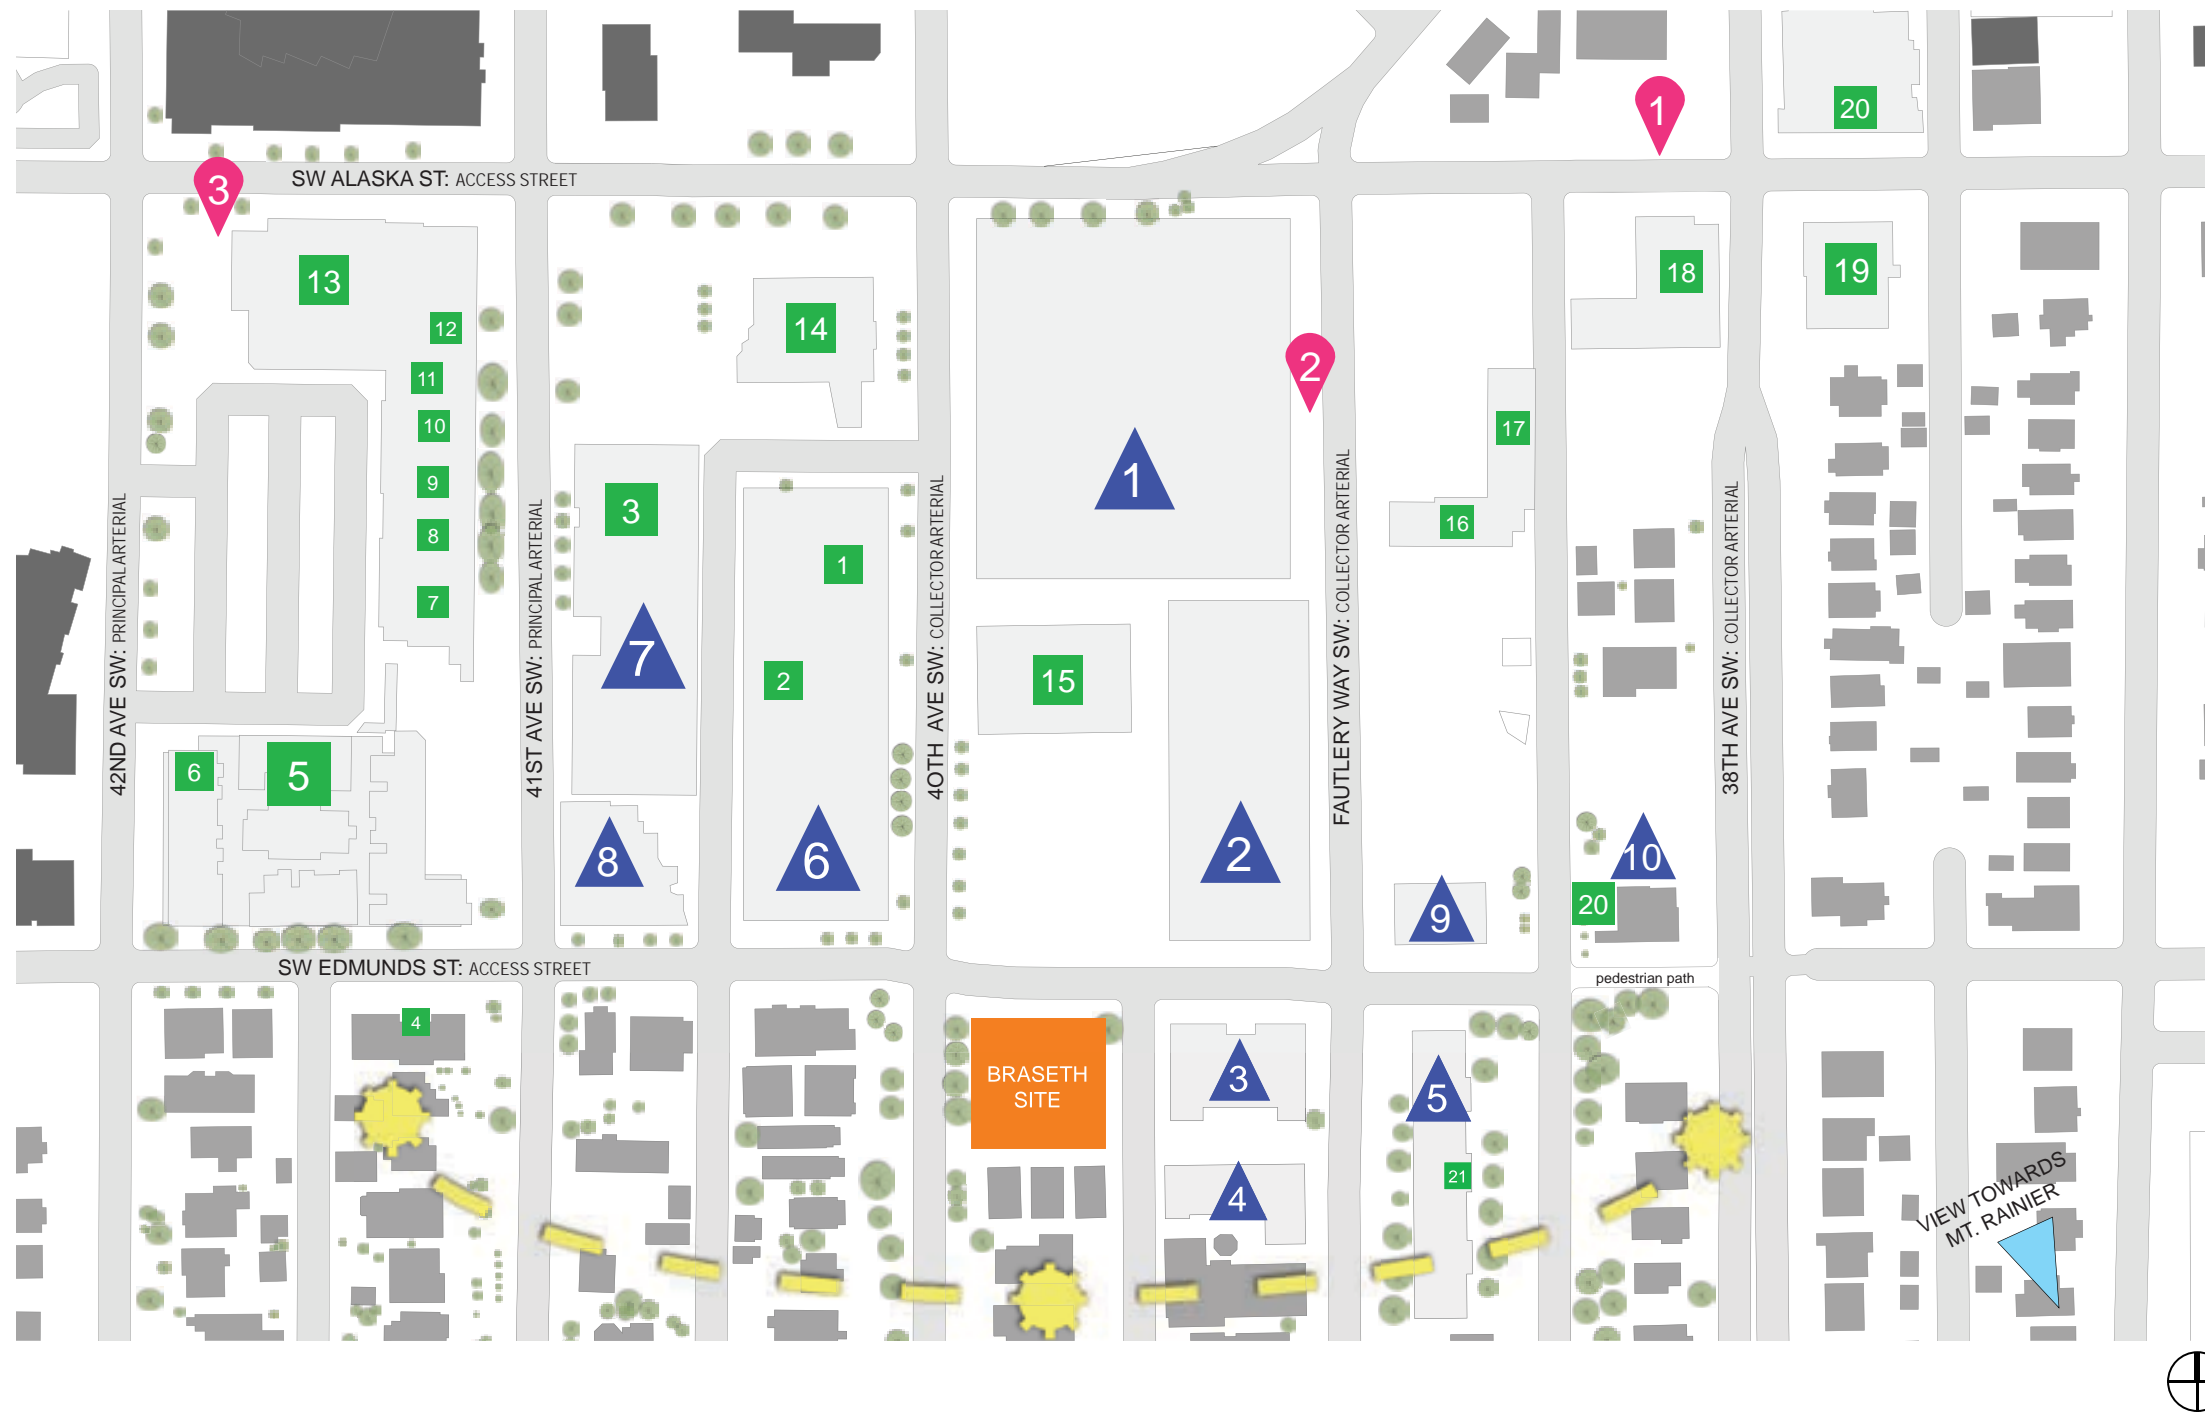 1
20
SW ALASKA ST: ACCESS STREET
3
13
18
19
14
12
2
11
10
17
9
1
3
16
8
1
7
7
2
15
42ND AVE SW: PRINCIPAL ARTERIAL
41ST AVE SW: PRINCIPAL ARTERIAL
40TH AVE SW: COLLECTOR ARTERIAL
FAUTLERY WAY SW: COLLECTOR ARTERIAL
38TH AVE SW: COLLECTOR ARTERIAL
6
5
8
6
2
10
9
20
SW EDMUNDS ST: ACCESS STREET
pedestrian path
4
BRASETH
SITE
3
5
4
21
VIEW TOWARDS
MT. RAINIER